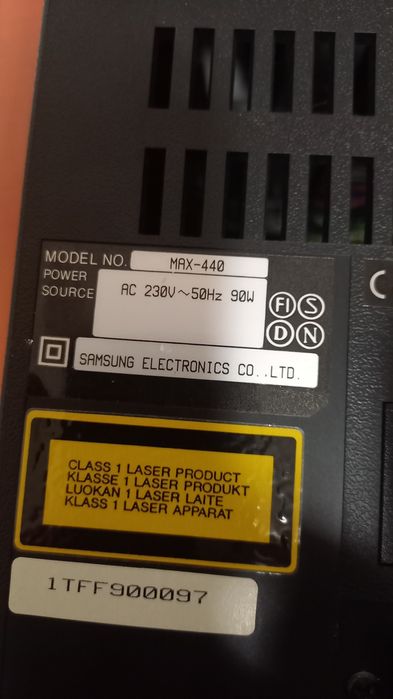 MODEL NO. MAX-440
POWER
SOURCE
AC 230V~50Hz 90W
FI S
D N
SAMSUNG ELECTRONICS CO.,LTD.
CLASS 1 LASER PRODUCT
KLASSE 1 LASER PRODUKT
LUOKAN 1 LASER LAITE
KLASS 1 LASER APPARAT
1TFF900097